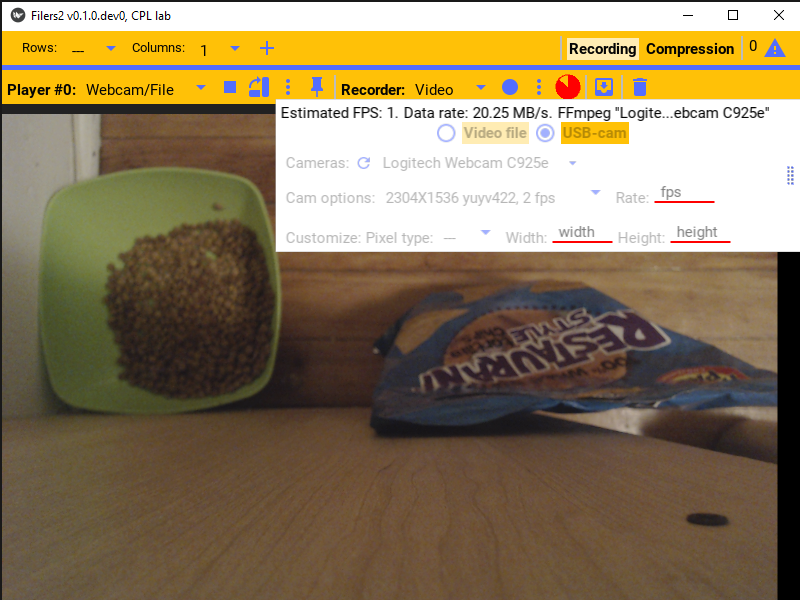 Filers2 v0.1.0.dev0, CPL lab
Rows: --- Columns: 1 Recording Compression 0
Player #0: Webcam/File Recorder: Video
Estimated FPS: 1. Data rate: 20.25 MB/s. FFmpeg "Logite...ebcam C925e"
Video file USB-cam
Cameras: Logitech Webcam C925e
Cam options: 2304X1536 yuyv422, 2 fps Rate: fps
Customize: Pixel type: --- Width: width Height: height
RESTAURANT
STYLE